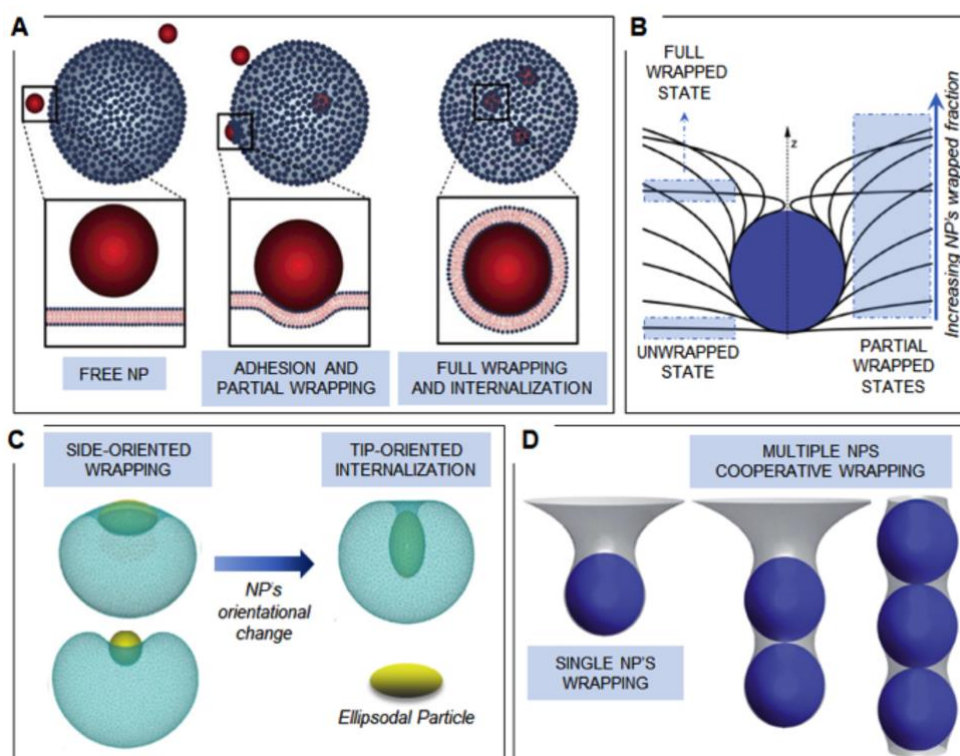 A
FREE NP
ADHESION AND
PARTIAL WRAPPING
FULL WRAPPING
AND INTERNALIZATION
B
FULL
WRAPPED
STATE
z
Increasing NP's wrapped fraction
UNWRAPPED
STATE
PARTIAL
WRAPPED
STATES
C
SIDE-ORIENTED
WRAPPING
TIP-ORIENTED
INTERNALIZATION
NP's
orientational
change
Ellipsodal Particle
D
MULTIPLE NPS
COOPERATIVE WRAPPING
SINGLE NP'S
WRAPPING